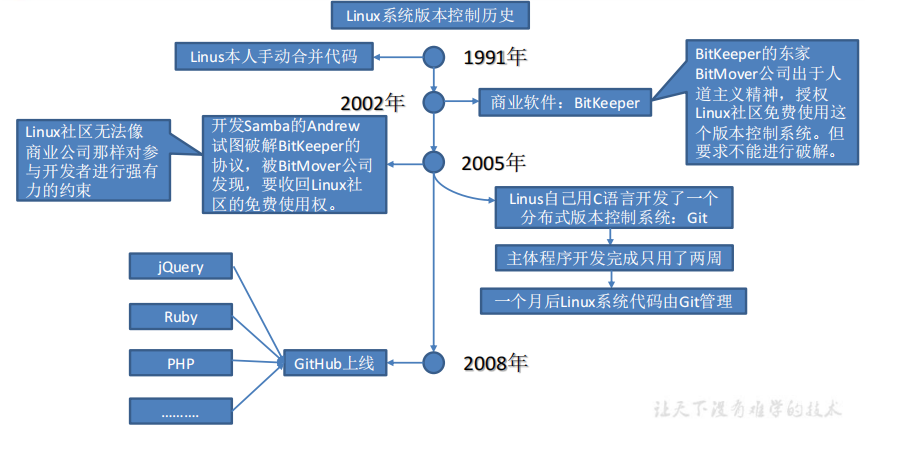 Linux系统版本控制历史
Linus本人手动合并代码
1991年
BitKeeper的东家
BitMover公司出于人
道主义精神，授权
Linux社区免费使用这
个版本控制系统。但
要求不能进行破解。
2002年
商业软件：BitKeeper
Linux社区无法像
商业公司那样对参
与开发者进行强有
力的约束
开发Samba的Andrew
试图破解BitKeeper的
协议，被BitMover公司
发现，要收回Linux社
区的免费使用权。
2005年
Linus自己用C语言开发了一个
分布式版本控制系统：Git
主体程序开发完成只用了两周
一个月后Linux系统代码由Git管理
jQuery
Ruby
PHP
……….
GitHub上线
2008年
让天下没有难学的技术